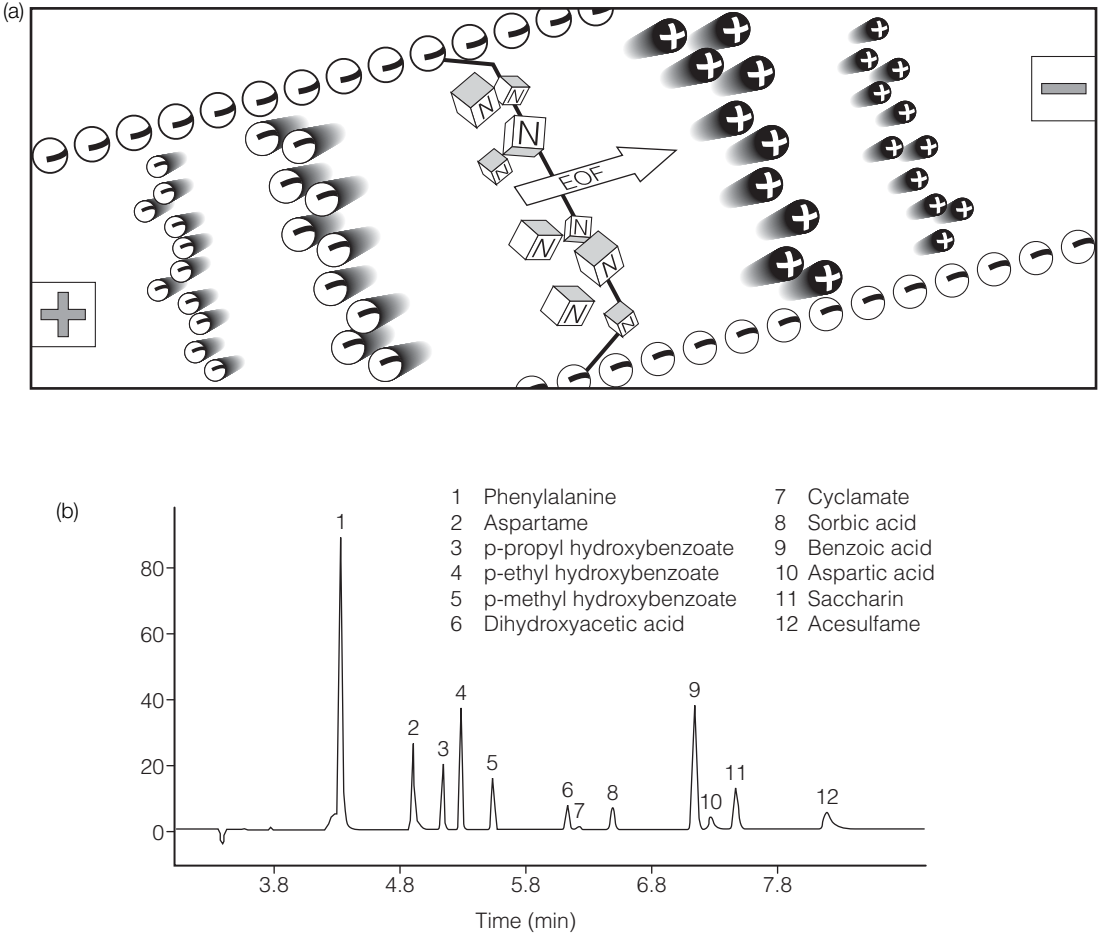 (a)
N
N
N
N
EOF
N
N
N
N
N
(b)
1 Phenylalanine
2 Aspartame
3 p-propyl hydroxybenzoate
4 p-ethyl hydroxybenzoate
5 p-methyl hydroxybenzoate
6 Dihydroxyacetic acid
7 Cyclamate
8 Sorbic acid
9 Benzoic acid
10 Aspartic acid
11 Saccharin
12 Acesulfame
80
60
40
20
0
1
2
3
4
5
6
7
8
9
10
11
12
3.8 4.8 5.8 6.8 7.8
Time (min)